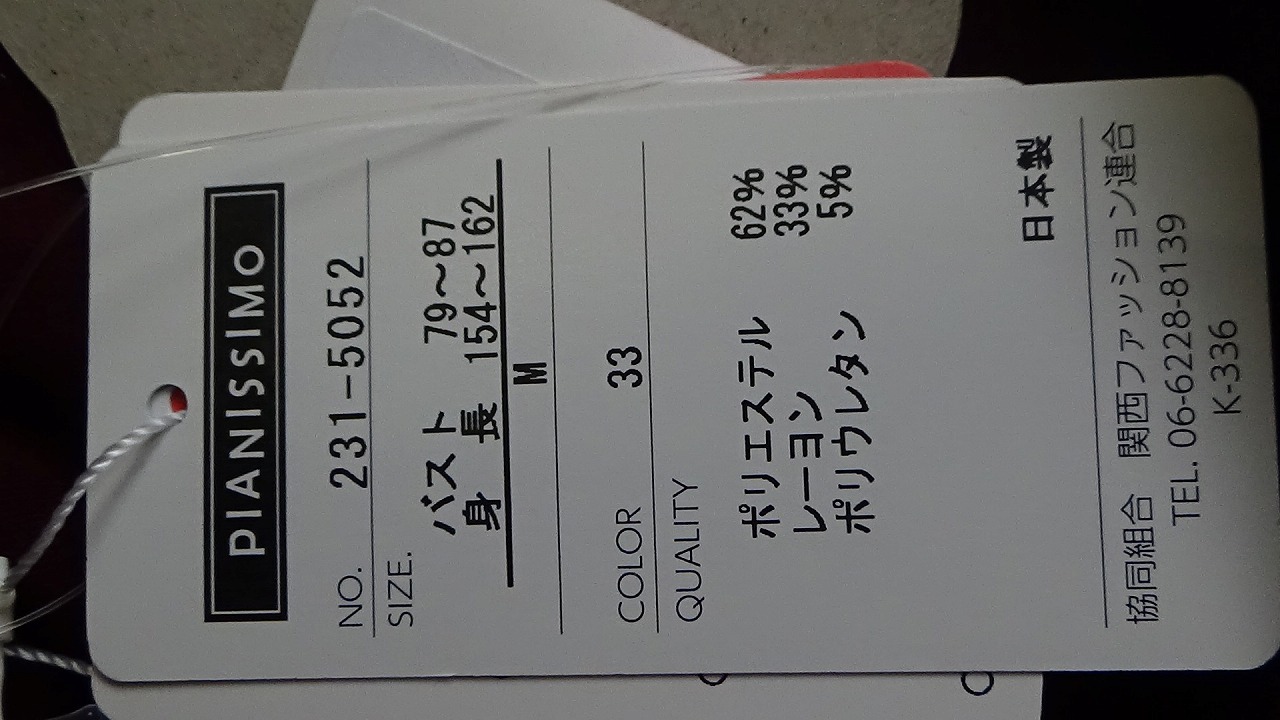 PIANISSIMO
NO. 231-5052
SIZE.
バスト 79~87
身 長 154~162
M
COLOR 33
QUALITY
ポリエステル 62%
レーヨン 33%
ポリウレタン 5%
日本製
協同組合 関西ファッション連合
TEL. 06-6228-8139
K-336